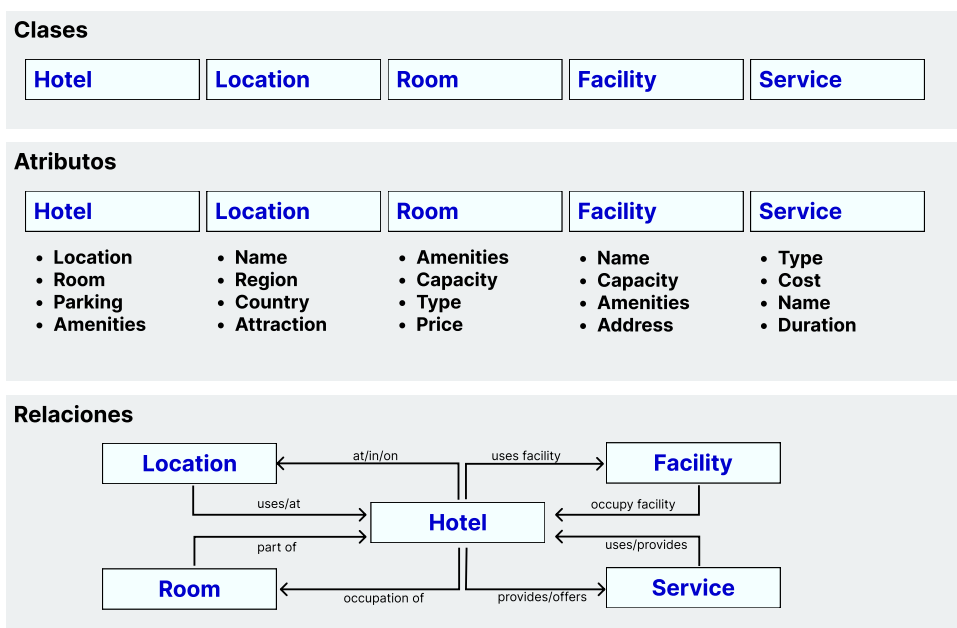 Clases
Hotel
Location
Room
Facility
Service
Atributos
Hotel
Location
Room
Facility
Service
• Location
• Room
• Parking
• Amenities
• Name
• Region
• Country
• Attraction
• Amenities
• Capacity
• Type
• Price
• Name
• Capacity
• Amenities
• Address
• Type
• Cost
• Name
• Duration
Relaciones
Location
at/in/on
uses facility
Facility
uses/at
occupy facility
Hotel
part of
uses/provides
Room
occupation of
provides/offers
Service